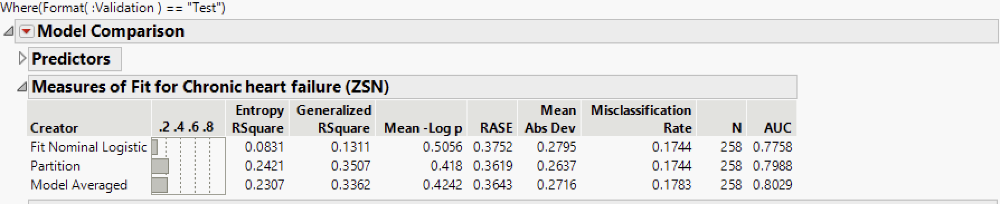 Where(Format( :Validation ) == "Test")
Model Comparison
Predictors
Measures of Fit for Chronic heart failure (ZSN)
Creator .2 .4 .6 .8 Entropy RSquare Generalized RSquare Mean -Log p RASE Mean Abs Dev Misclassification Rate N AUC
Fit Nominal Logistic 0.0831 0.1311 0.5056 0.3752 0.2795 0.1744 258 0.7758
Partition 0.2421 0.3507 0.418 0.3619 0.2637 0.1744 258 0.7988
Model Averaged 0.2307 0.3362 0.4242 0.3643 0.2716 0.1783 258 0.8029